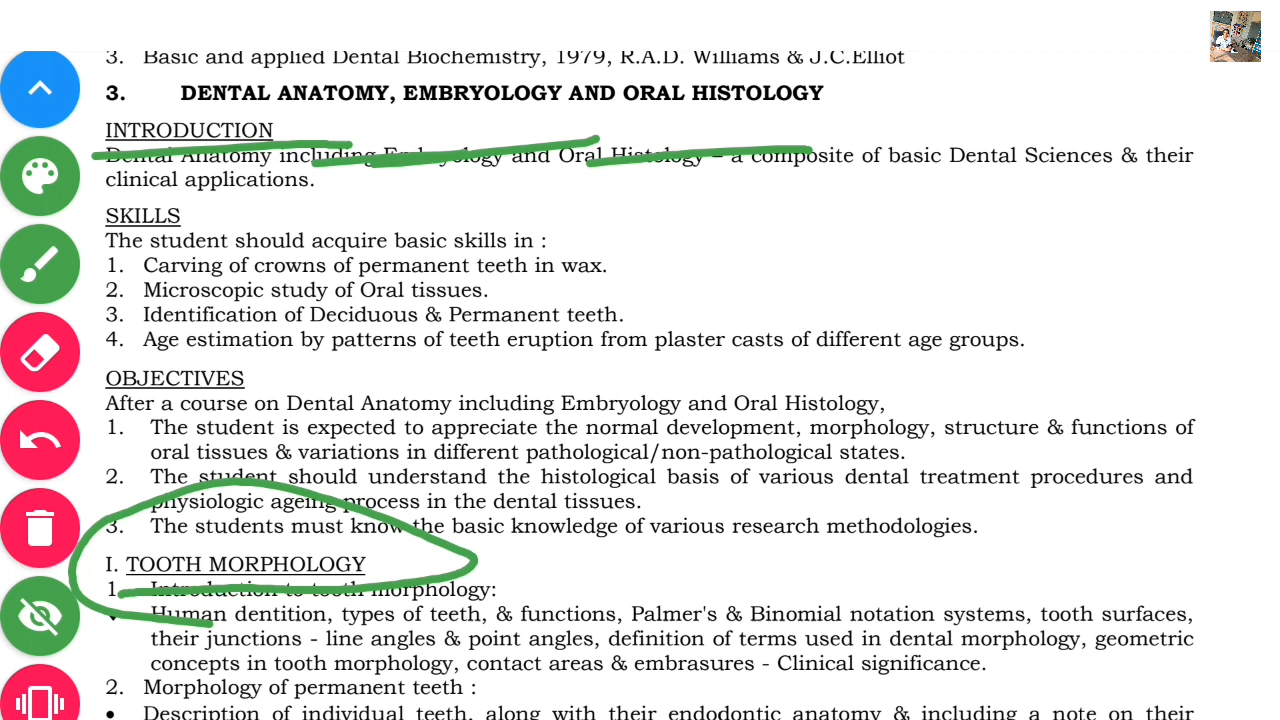 3. Basic and applied Dental Biochemistry, 1979, R.A.D. Williams & J.C.Elliot
3. DENTAL ANATOMY, EMBRYOLOGY AND ORAL HISTOLOGY
INTRODUCTION
Dental Anatomy including Embryology and Oral Histology – a composite of basic Dental Sciences & their
clinical applications.
SKILLS
The student should acquire basic skills in :
1. Carving of crowns of permanent teeth in wax.
2. Microscopic study of Oral tissues.
3. Identification of Deciduous & Permanent teeth.
4. Age estimation by patterns of teeth eruption from plaster casts of different age groups.
OBJECTIVES
After a course on Dental Anatomy including Embryology and Oral Histology,
1. The student is expected to appreciate the normal development, morphology, structure & functions of
oral tissues & variations in different pathological/non-pathological states.
2. The student should understand the histological basis of various dental treatment procedures and
physiologic ageing process in the dental tissues.
3. The students must know the basic knowledge of various research methodologies.
I. TOOTH MORPHOLOGY
1. Introduction to tooth morphology:
Human dentition, types of teeth, & functions, Palmer's & Binomial notation systems, tooth surfaces,
their junctions - line angles & point angles, definition of terms used in dental morphology, geometric
concepts in tooth morphology, contact areas & embrasures - Clinical significance.
2. Morphology of permanent teeth :
• Description of individual teeth, along with their endodontic anatomy & including a note on their